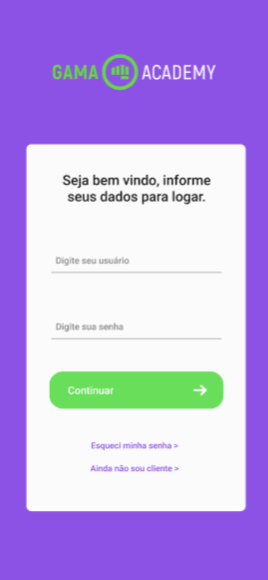 GAMA ACADEMY
Seja bem vindo, informe
seus dados para logar.
Digite seu usuário
Digite sua senha
Continuar
Esqueci minha senha >
Ainda não sou cliente >